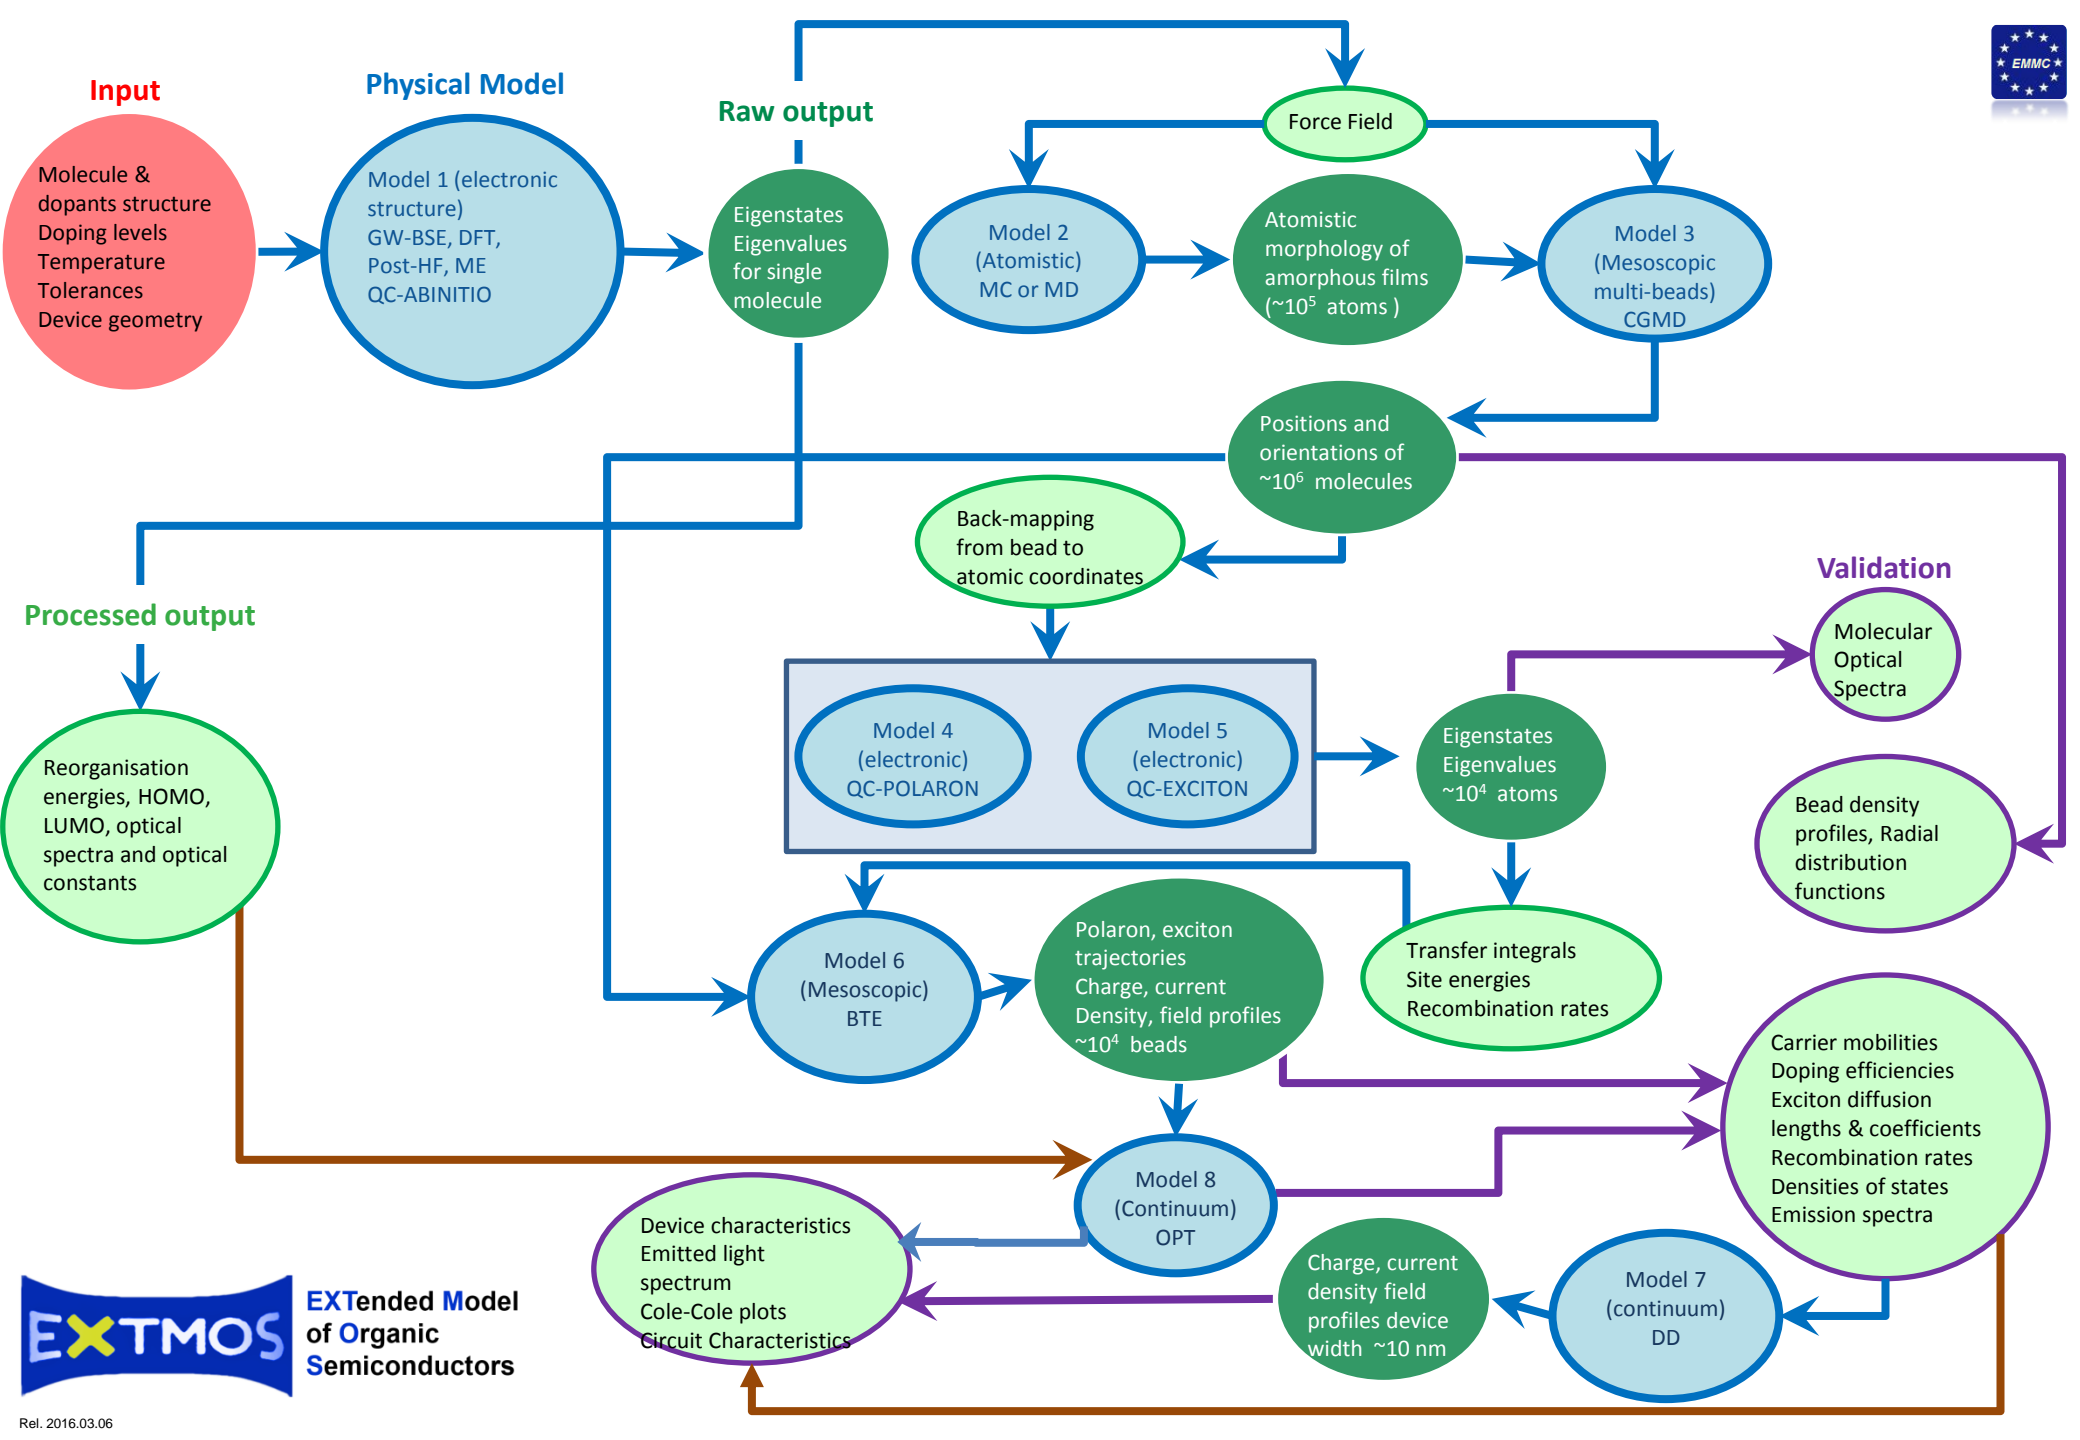 Input
Molecule &
dopants structure
Doping levels
Temperature
Tolerances
Device geometry
Physical Model
Model 1 (electronic
structure)
GW-BSE, DFT,
Post-HF, ME
QC-ABINITIO
Raw output
Eigenstates
Eigenvalues
for single
molecule
Force Field
EMMC
Model 2
(Atomistic)
MC or MD
Atomistic
morphology of
amorphous films
(~10⁵ atoms )
Model 3
(Mesoscopic
multi-beads)
CGMD
Positions and
orientations of
~10⁶ molecules
Back-mapping
from bead to
atomic coordinates
Validation
Molecular
Optical
Spectra
Processed output
Reorganisation
energies, HOMO,
LUMO, optical
spectra and optical
constants
Model 4
(electronic)
QC-POLARON
Model 5
(electronic)
QC-EXCITON
Eigenstates
Eigenvalues
~10⁴ atoms
Bead density
profiles, Radial
distribution
functions
Model 6
(Mesoscopic)
BTE
Polaron, exciton
trajectories
Charge, current
Density, field profiles
~10⁴ beads
Transfer integrals
Site energies
Recombination rates
Carrier mobilities
Doping efficiencies
Exciton diffusion
lengths & coefficients
Recombination rates
Densities of states
Emission spectra
Model 8
(Continuum)
OPT
Device characteristics
Emitted light
spectrum
Cole-Cole plots
Circuit Characteristics
Charge, current
density field
profiles device
width ~10 nm
Model 7
(continuum)
DD
EXTMOS
EXTended Model
of Organic
Semiconductors
Rel. 2016.03.06